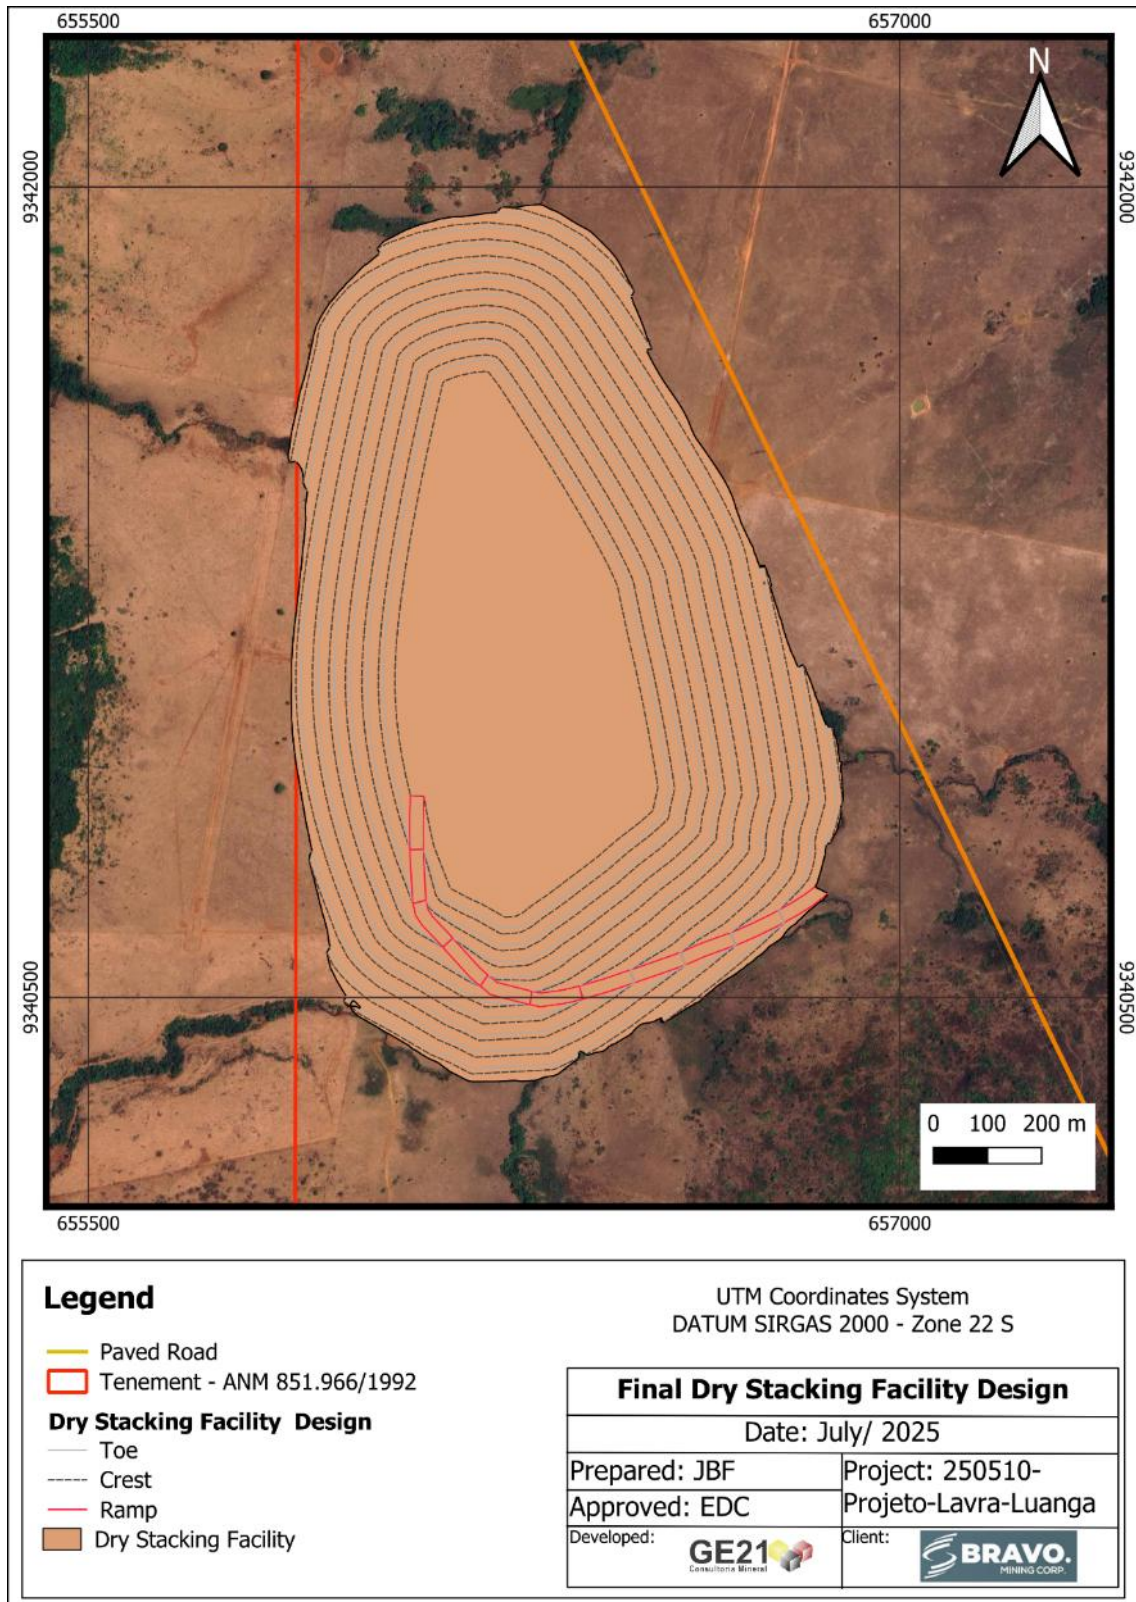 655500 657000
N
9342000 9342000
9340500 9340500
0 100 200 m
655500 657000
Legend
Paved Road
Tenement - ANM 851.966/1992
Dry Stacking Facility Design
Toe
Crest
Ramp
Dry Stacking Facility
UTM Coordinates System
DATUM SIRGAS 2000 - Zone 22 S
Final Dry Stacking Facility Design
Date: July/ 2025
Prepared: JBF
Approved: EDC
Project: 250510-
Projeto-Lavra-Luanga
Developed:
GE21
Consultoria Mineral
Client:
BRAVO.
MINING CORP.